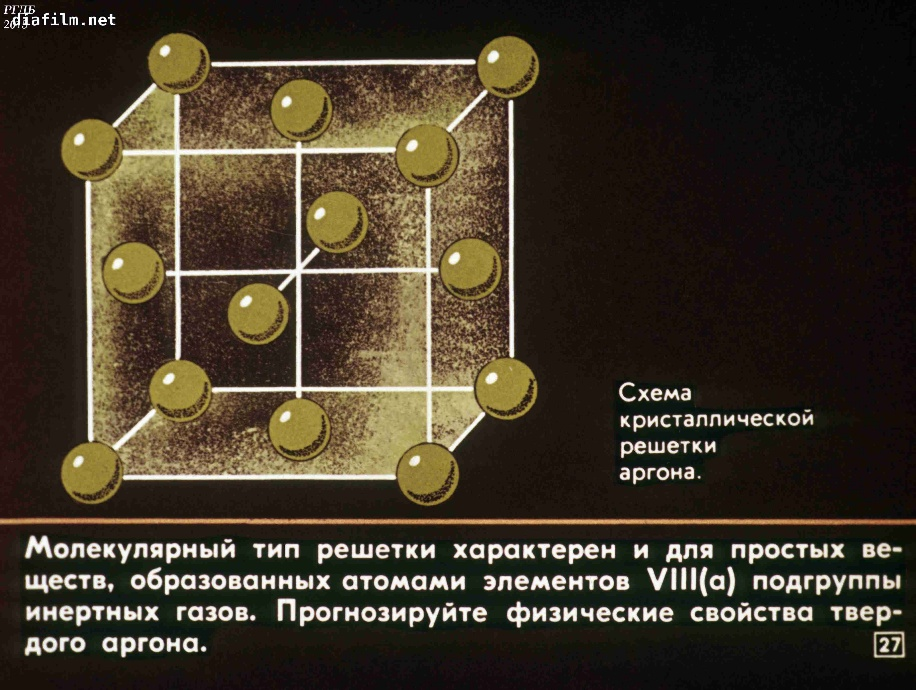 РГДБ
diafilm.net
Схема
кристаллической
решетки
аргона.
Молекулярный тип решетки характерен и для простых ве-
ществ, образованных атомами элементов VIII(а) подгруппы
инертных газов. Прогнозируйте физические свойства твер-
дого аргона.
27